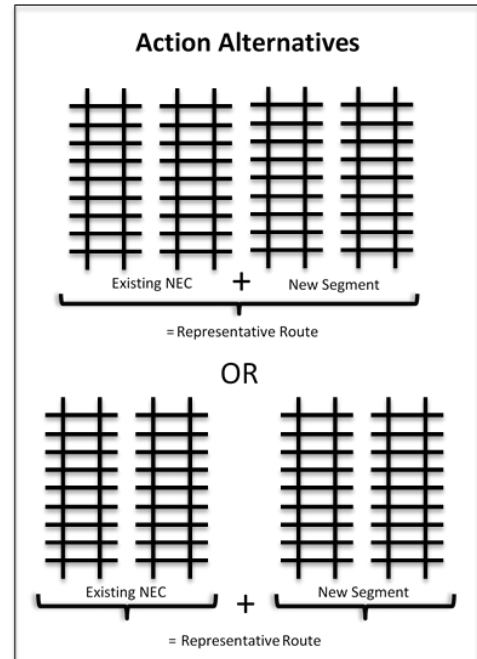 Action Alternatives
Existing NEC + New Segment
= Representative Route
OR
Existing NEC + New Segment
= Representative Route